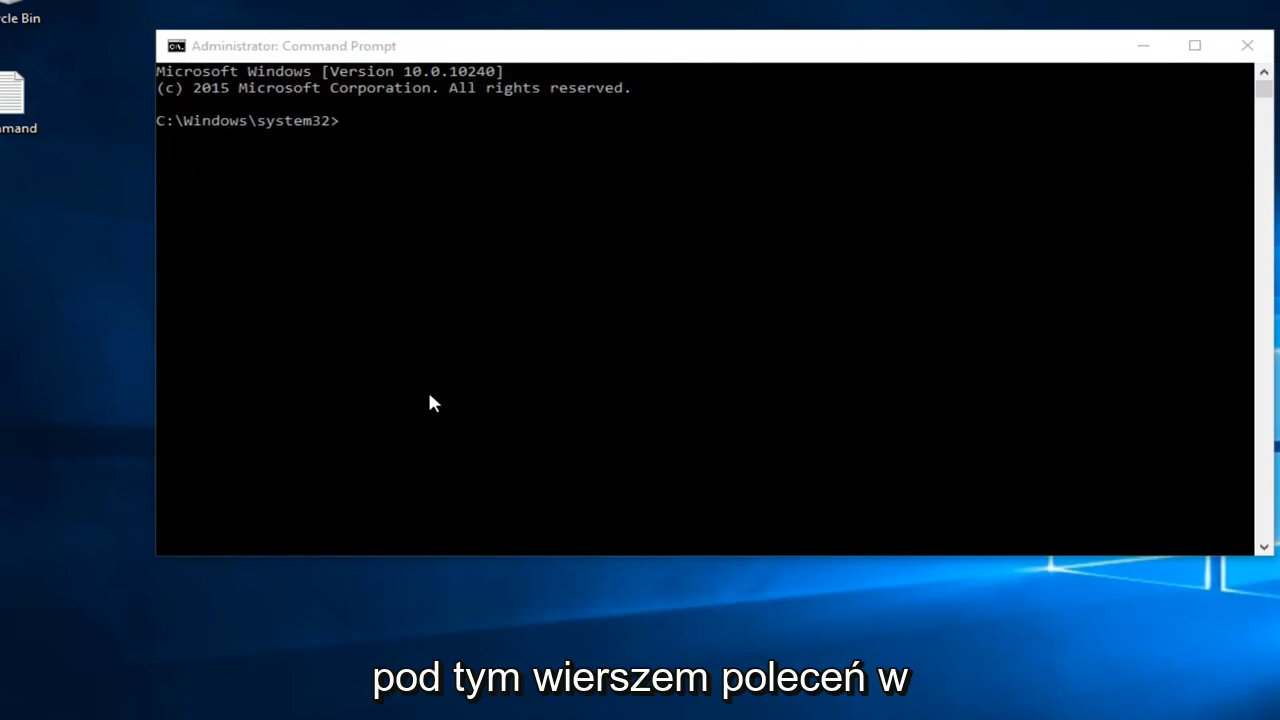 cle Bin
mand
Administrator: Command Prompt
Microsoft Windows [Version 10.0.10240]
(c) 2015 Microsoft Corporation. All rights reserved.
C:\Windows\system32>
pod tym wierszem poleceń w